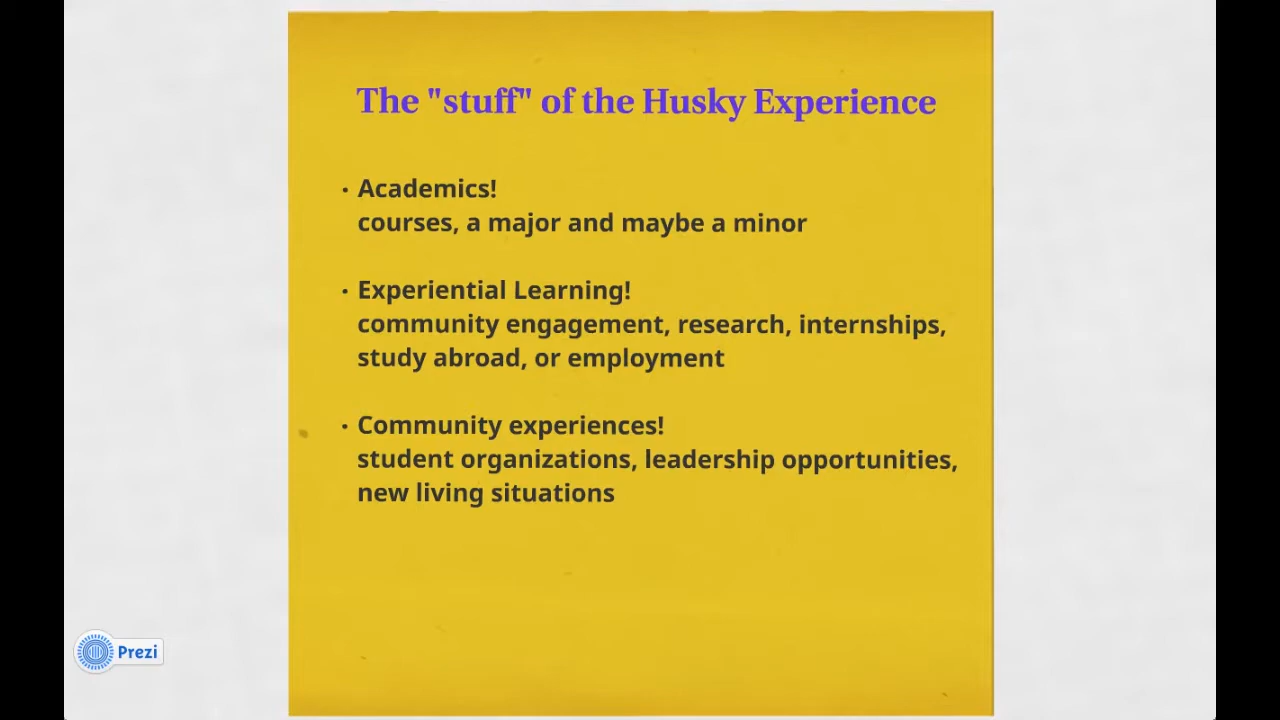 The "stuff" of the Husky Experience
• Academics!
courses, a major and maybe a minor
• Experiential Learning!
community engagement, research, internships,
study abroad, or employment
• Community experiences!
student organizations, leadership opportunities,
new living situations
Prezi